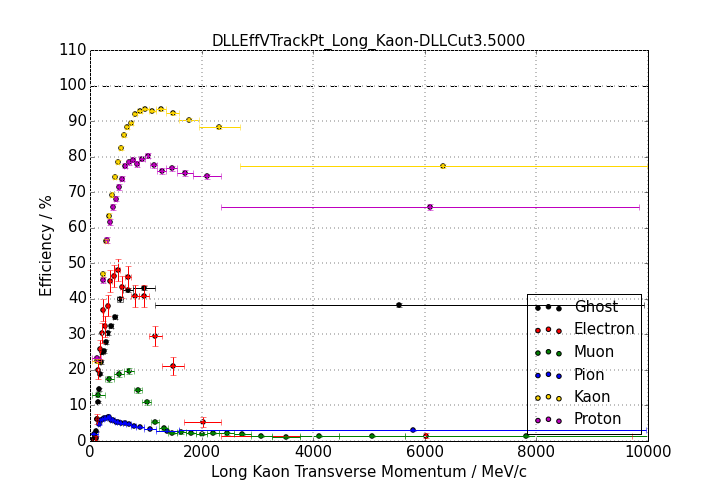 DLLEffVTrackPt_Long_Kaon-DLLCut3.5000
110
100
90
80
70
60
50
40
30
20
10
0
Efficiency / %
Ghost
Electron
Muon
Pion
Kaon
Proton
0 2000 4000 6000 8000 10000
Long Kaon Transverse Momentum / MeV/c